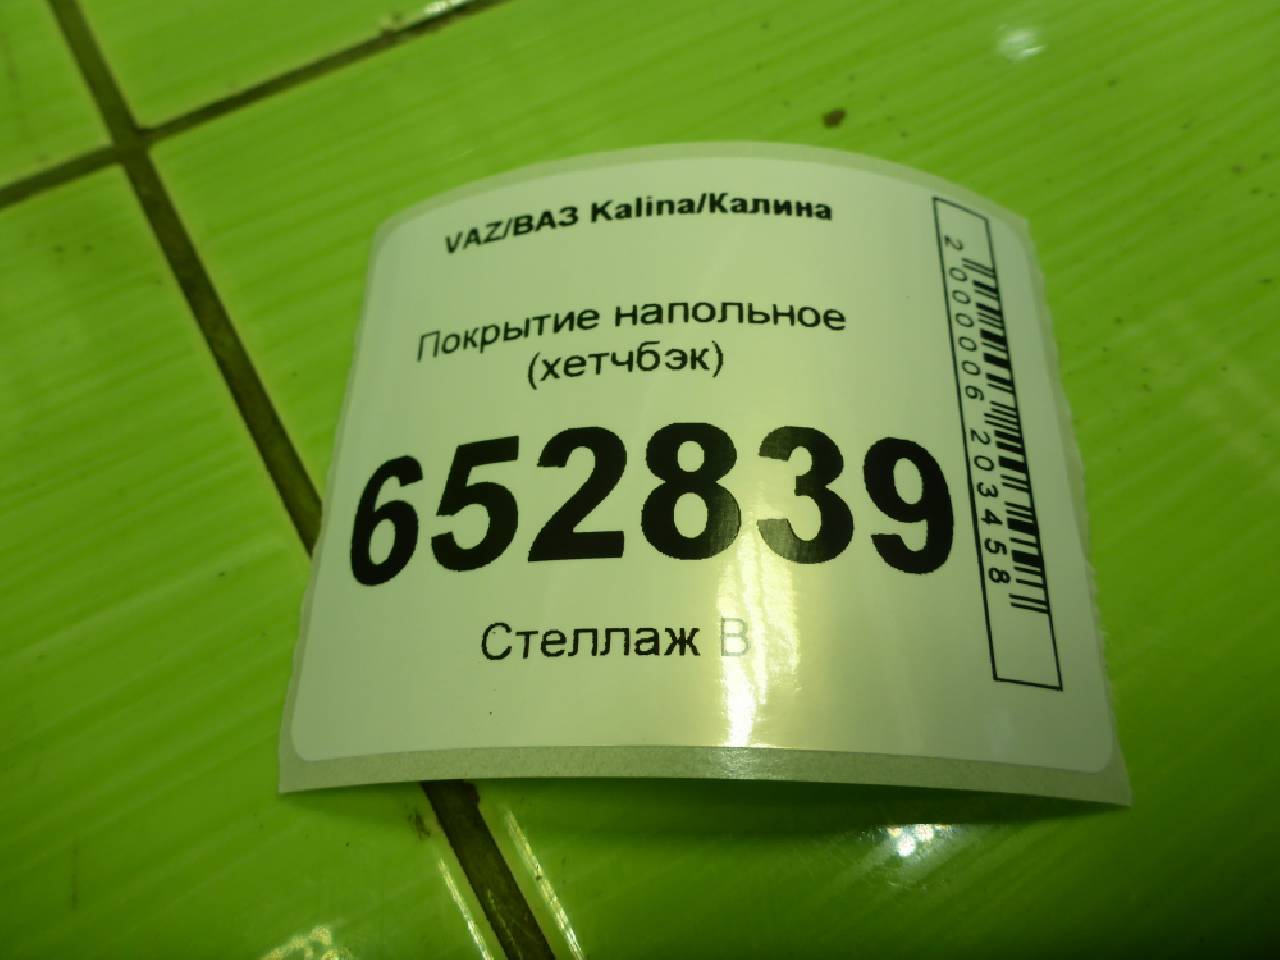 VAZ/ВАЗ Kalina/Калина
Покрытие напольное
(хетчбэк)
652839
Стеллаж В
2000006203458